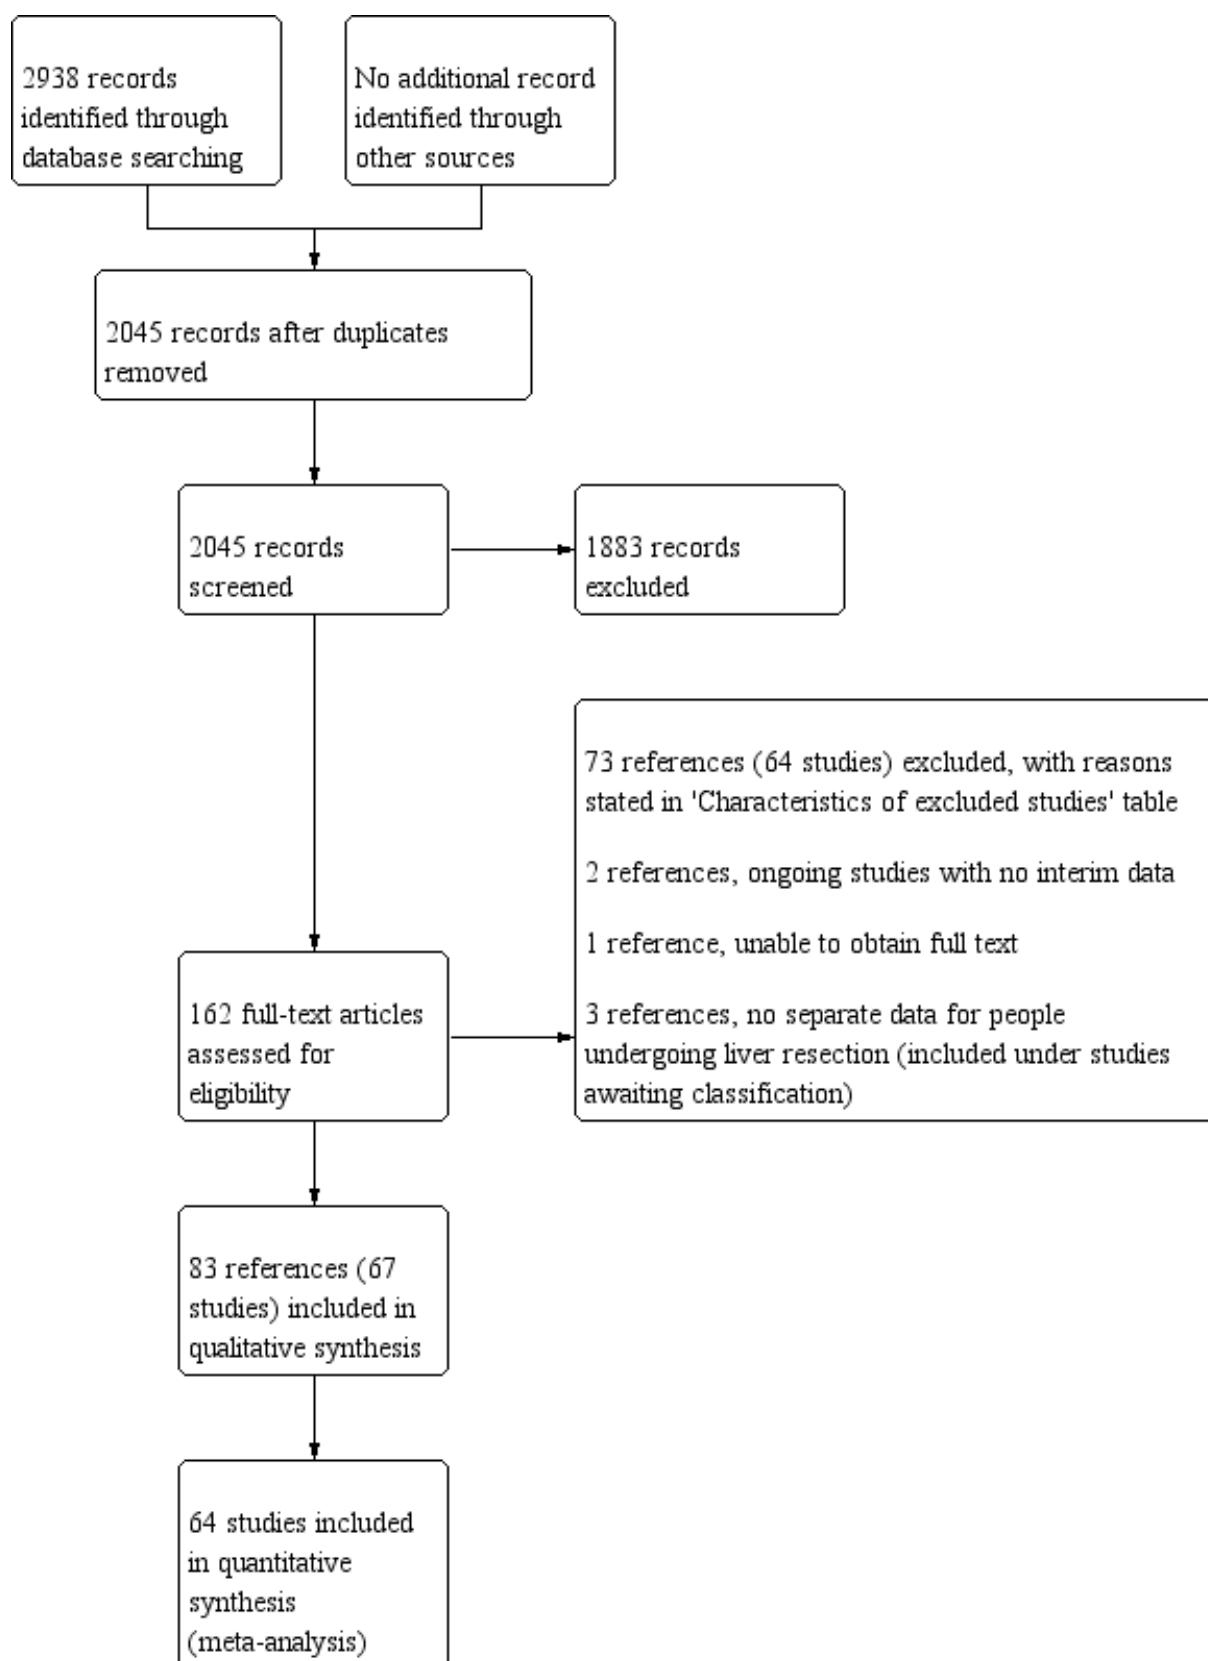 2938 records
identified through
database searching
No additional record
identified through
other sources
2045 records after duplicates
removed
2045 records
screened
1883 records
excluded
73 references (64 studies) excluded, with reasons
stated in 'Characteristics of excluded studies' table
2 references, ongoing studies with no interim data
1 reference, unable to obtain full text
3 references, no separate data for people
undergoing liver resection (included under studies
awaiting classification)
162 full-text articles
assessed for
eligibility
83 references (67
studies) included in
qualitative synthesis
64 studies included
in quantitative
synthesis
(meta-analysis)